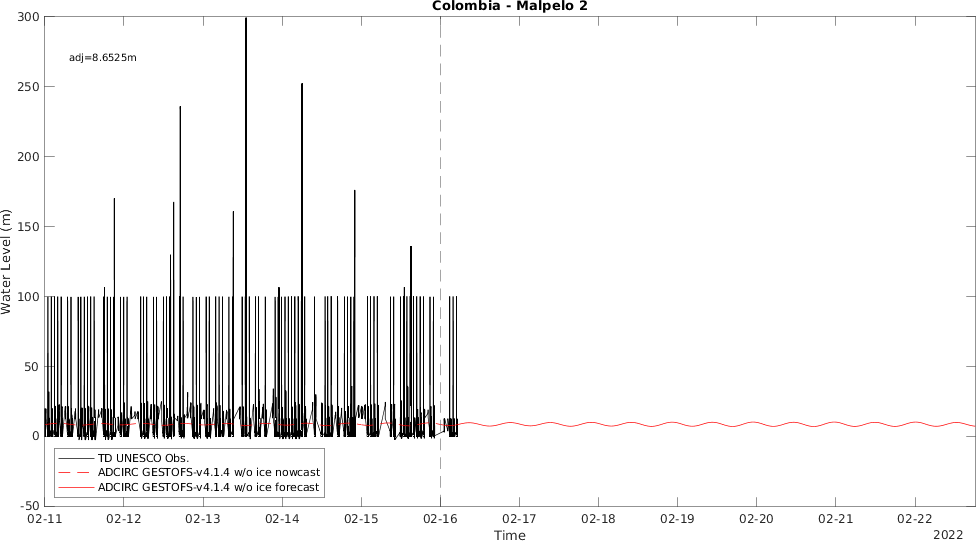 Colombia - Malpelo 2
300
adj=8.6525m
250
200
150
100
50
0
-50
Water Level (m)
TD UNESCO Obs.
ADCIRC GESTOFS-v4.1.4 w/o ice nowcast
ADCIRC GESTOFS-v4.1.4 w/o ice forecast
02-11 02-12 02-13 02-14 02-15 02-16 02-17 02-18 02-19 02-20 02-21 02-22
Time
2022